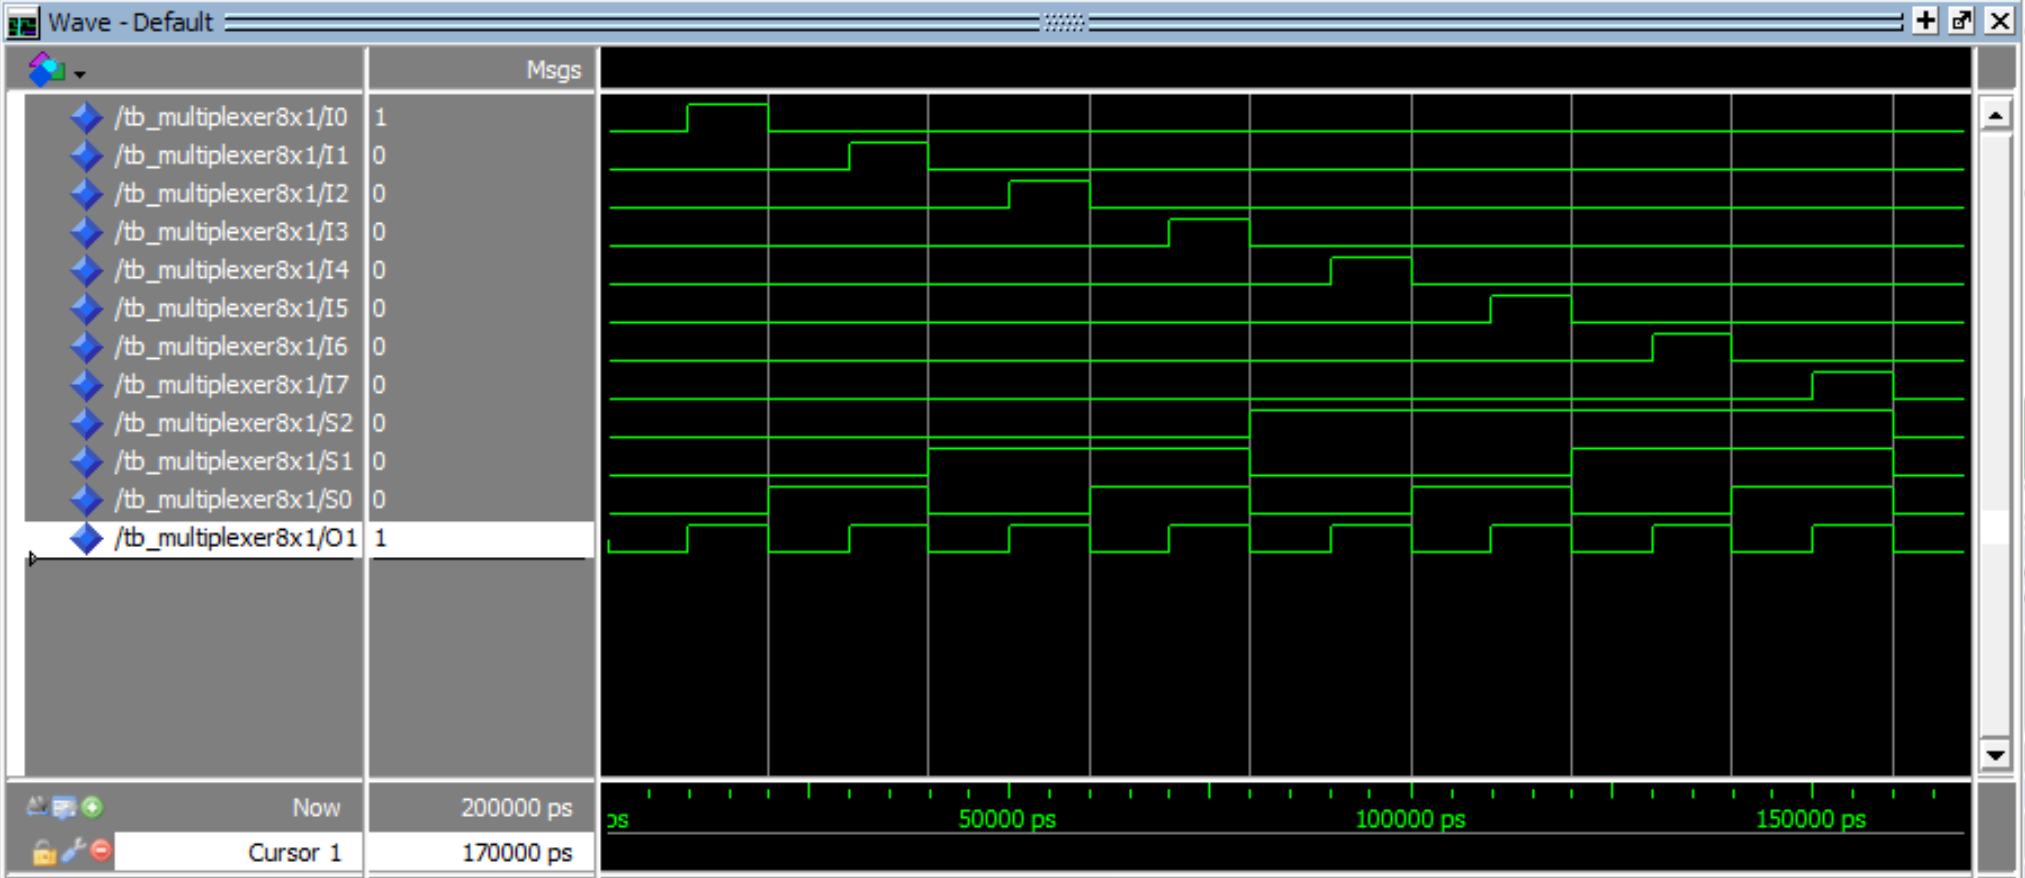 Wave - Default
Msgs
/tb_multiplexer8x1/I0 1
/tb_multiplexer8x1/I1 0
/tb_multiplexer8x1/I2 0
/tb_multiplexer8x1/I3 0
/tb_multiplexer8x1/I4 0
/tb_multiplexer8x1/I5 0
/tb_multiplexer8x1/I6 0
/tb_multiplexer8x1/I7 0
/tb_multiplexer8x1/S2 0
/tb_multiplexer8x1/S1 0
/tb_multiplexer8x1/S0 0
/tb_multiplexer8x1/O1 1
Now 200000 ps ps 50000 ps 100000 ps 150000 ps
Cursor 1 170000 ps